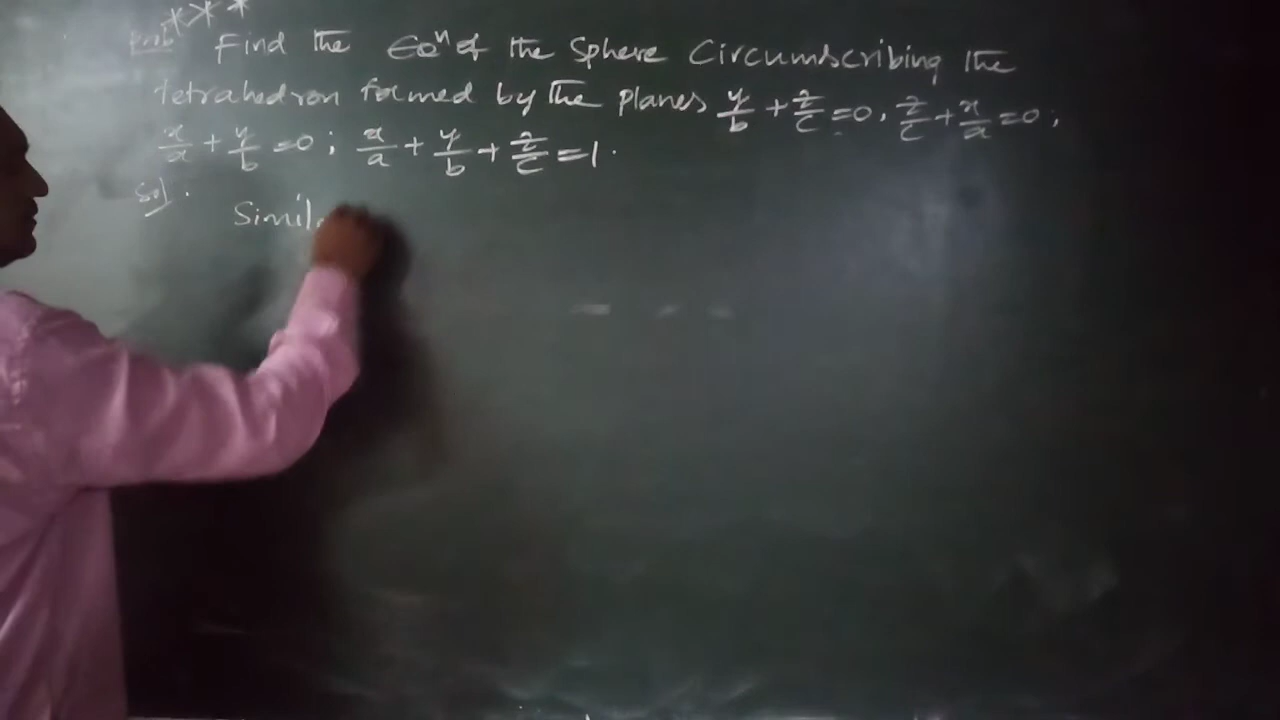 ***
Prob Find the Eqⁿ of the Sphere Circumscribing the
tetrahedron formed by the planes y/b + z/c = 0, z/c + x/a = 0;
x/a + y/b = 0; x/a + y/b + z/c = 1.
Sol.
Simil